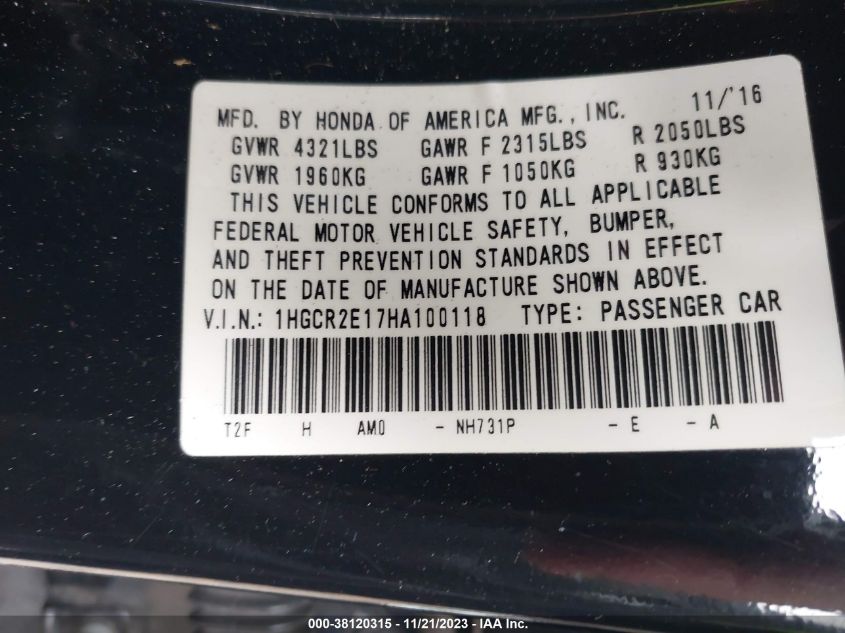 MFD. BY HONDA OF AMERICA MFG., INC. 11/'16
GVWR 4321LBS GAWR F 2315LBS R 2050LBS
GVWR 1960KG GAWR F 1050KG R 930KG
THIS VEHICLE CONFORMS TO ALL APPLICABLE
FEDERAL MOTOR VEHICLE SAFETY, BUMPER,
AND THEFT PREVENTION STANDARDS IN EFFECT
ON THE DATE OF MANUFACTURE SHOWN ABOVE.
V.I.N.: 1HGCR2E17HA100118 TYPE: PASSENGER CAR
T2F H AM0 - NH731P - E - A
000-38120315 - 11/21/2023 - IAA Inc.